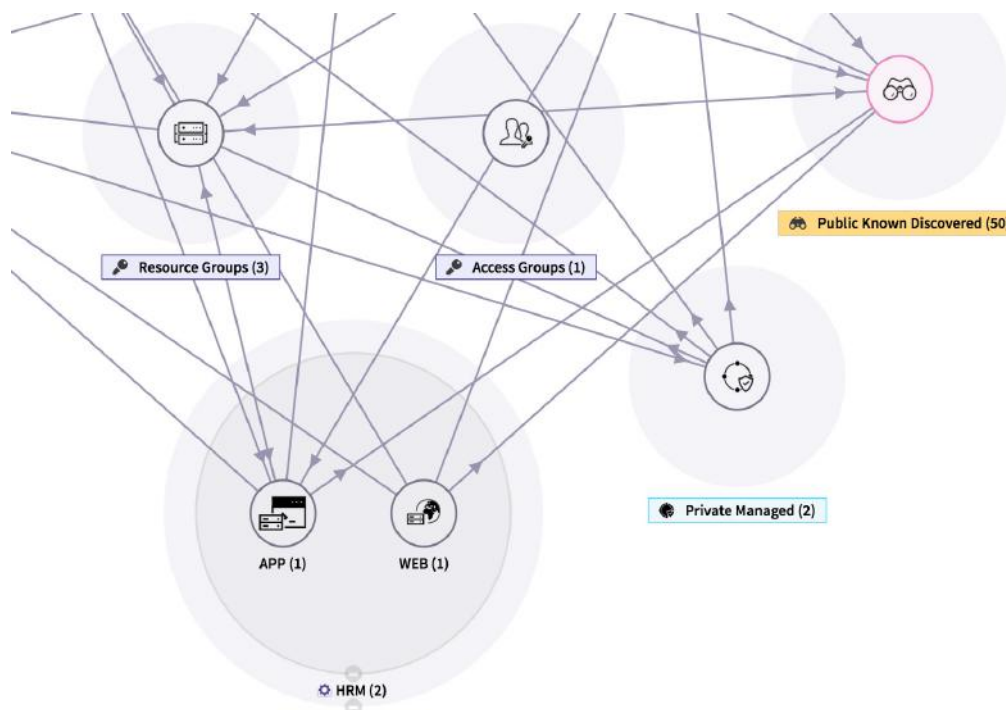 Public Known Discovered (50
Resource Groups (3)
Access Groups (1)
Private Managed (2)
APP (1)
WEB (1)
HRM (2)